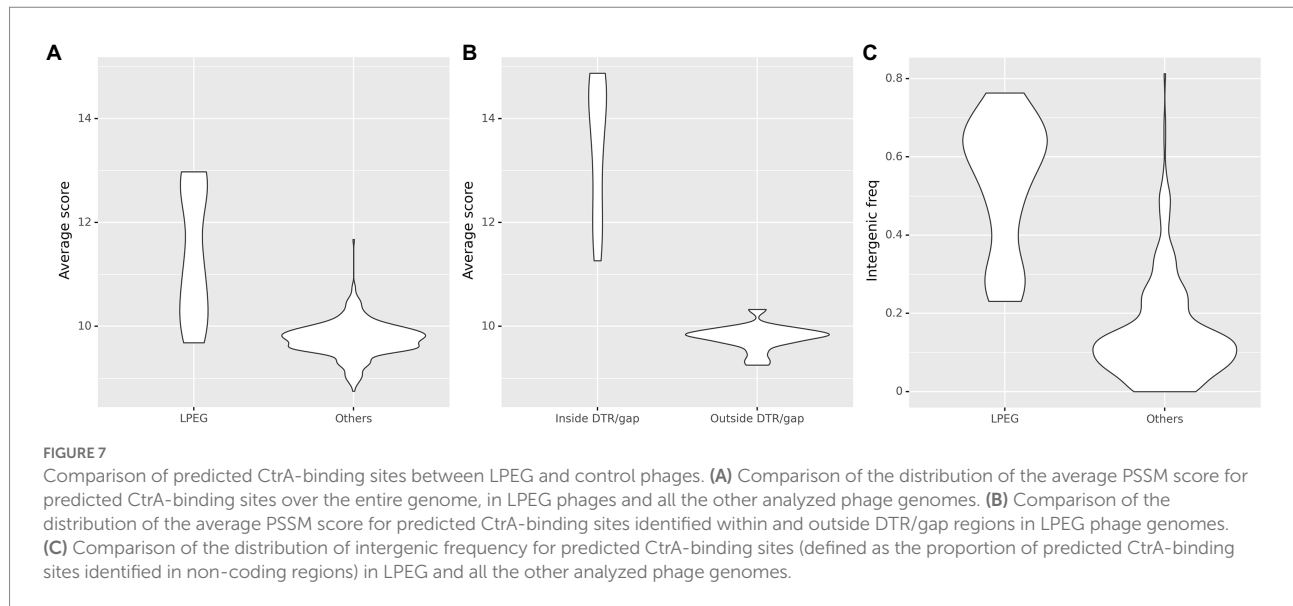 A
B
C
14
12
10
Average score
LPEG
Others
14
12
10
Average score
Inside DTR/gap
Outside DTR/gap
0.8
0.6
0.4
0.2
0
Intergenic freq
LPEG
Others
FIGURE 7
Comparison of predicted CtrA-binding sites between LPEG and control phages. (A) Comparison of the distribution of the average PSSM score for
predicted CtrA-binding sites over the entire genome, in LPEG phages and all the other analyzed phage genomes. (B) Comparison of the
distribution of the average PSSM score for predicted CtrA-binding sites identified within and outside DTR/gap regions in LPEG phage genomes.
(C) Comparison of the distribution of intergenic frequency for predicted CtrA-binding sites (defined as the proportion of predicted CtrA-binding
sites identified in non-coding regions) in LPEG and all the other analyzed phage genomes.